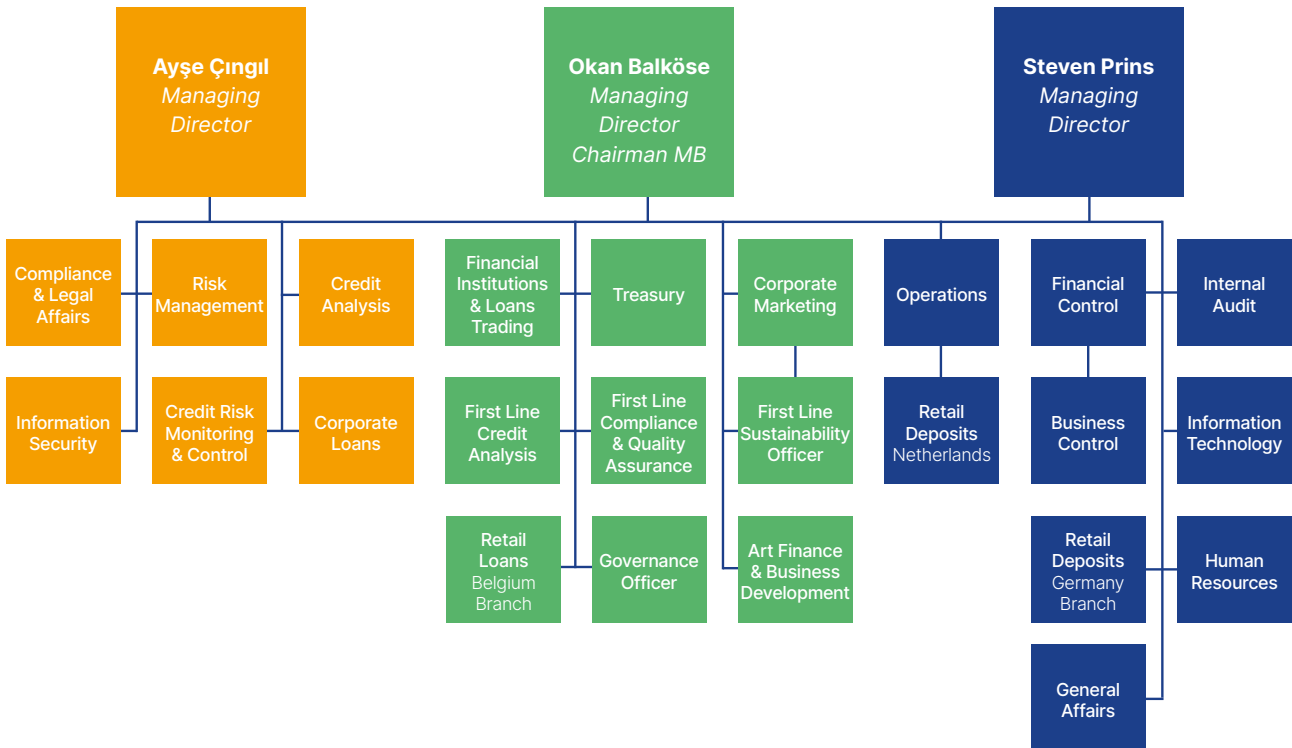 Ayşe Çıngıl
Managing
Director
Okan Balköse
Managing
Director
Chairman MB
Steven Prins
Managing
Director
Compliance
& Legal
Affairs
Risk
Management
Credit
Analysis
Financial
Institutions
& Loans
Trading
Treasury
Corporate
Marketing
Operations
Financial
Control
Internal
Audit
Information
Security
Credit Risk
Monitoring
& Control
Corporate
Loans
First Line
Credit
Analysis
First Line
Compliance
& Quality
Assurance
First Line
Sustainability
Officer
Retail
Deposits
Netherlands
Business
Control
Information
Technology
Retail
Loans
Belgium
Branch
Governance
Officer
Art Finance
& Business
Development
Retail
Deposits
Germany
Branch
Human
Resources
General
Affairs